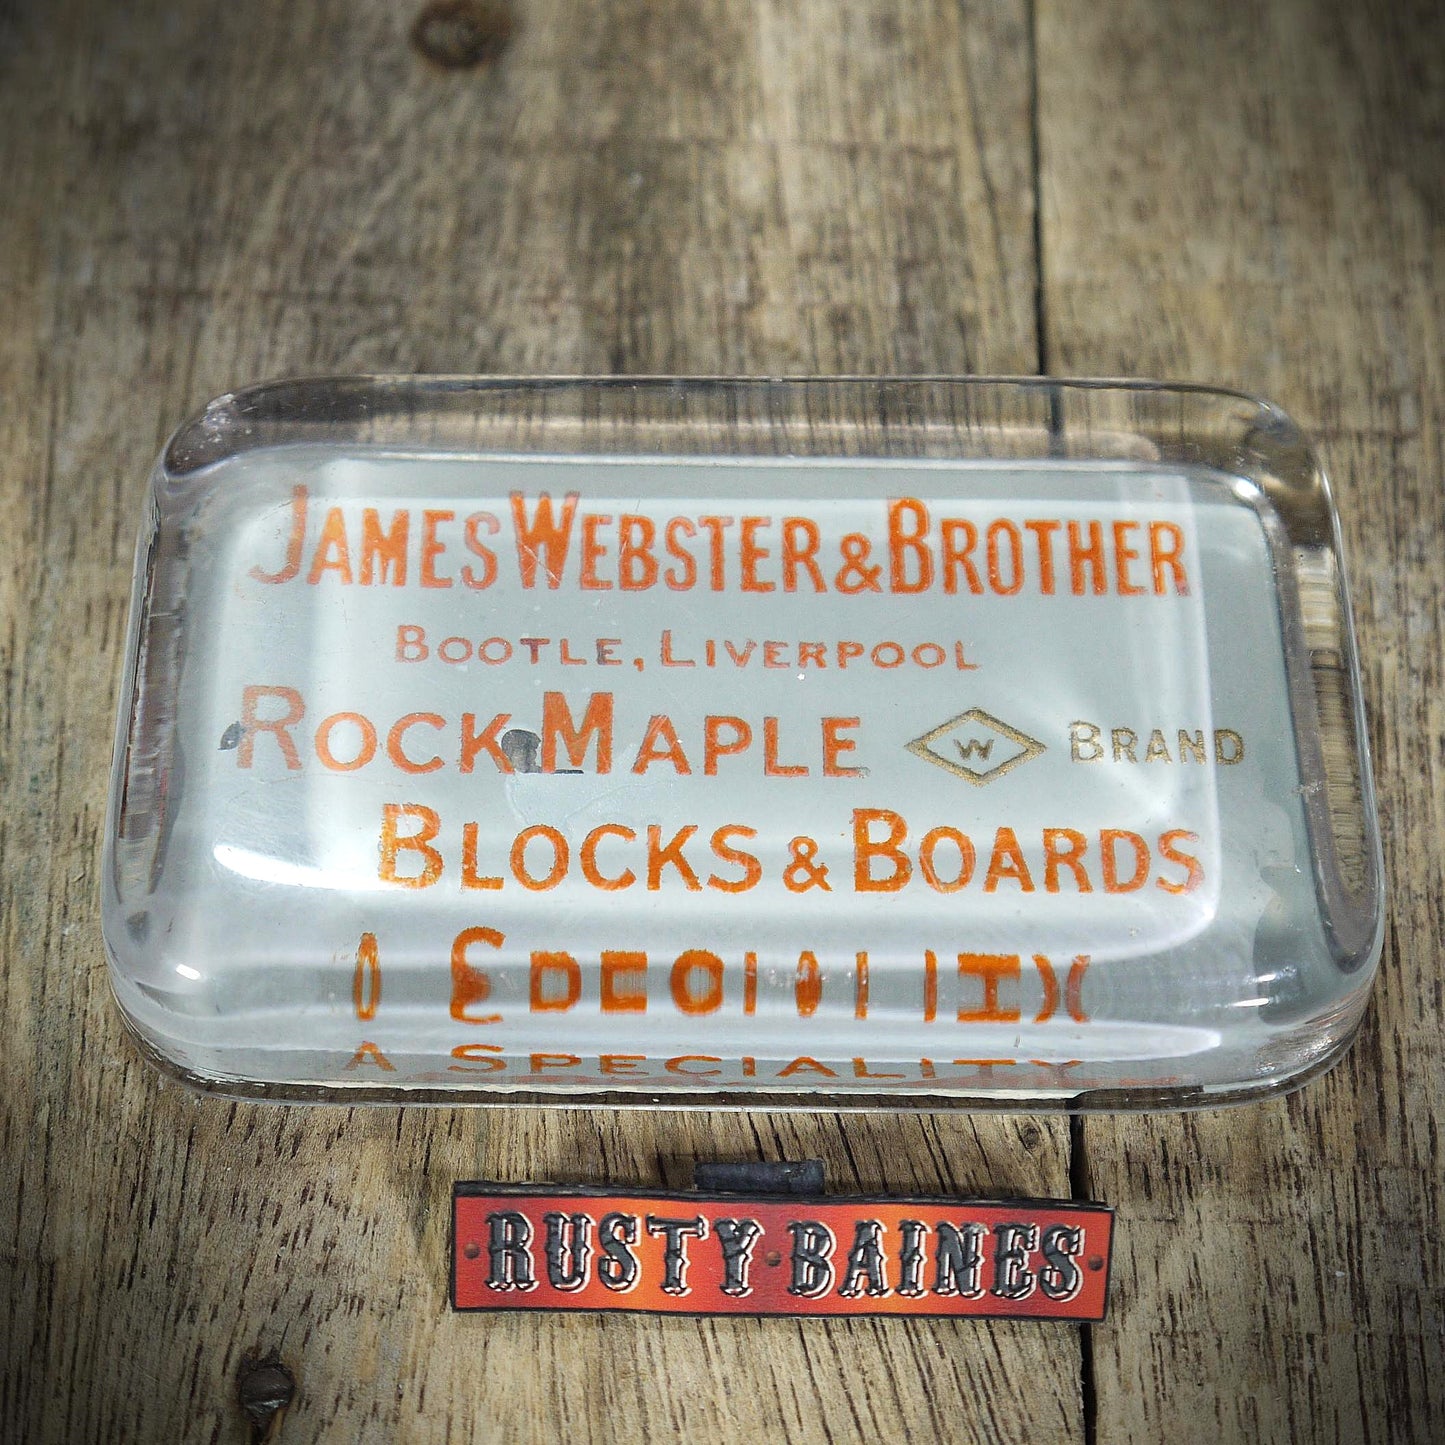 JAMES WEBSTER & BROTHER
BOOTLE, LIVERPOOL
ROCK MAPLE W BRAND
BLOCKS & BOARDS
A SPECIALITY
RUSTY BAINES